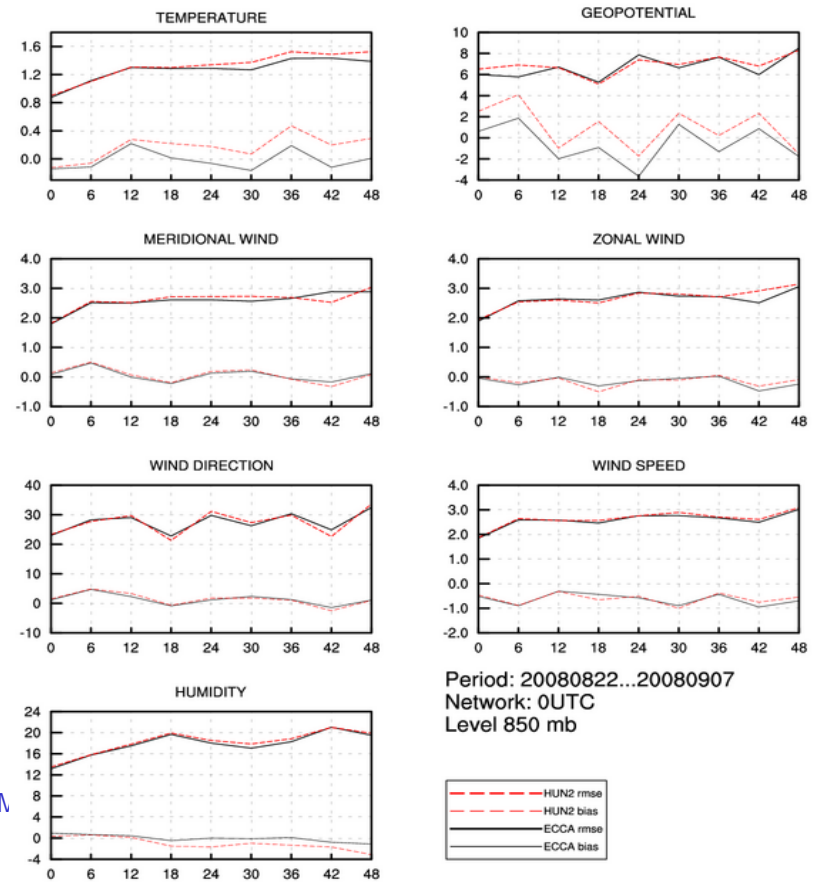 TEMPERATURE
1.6
1.2
0.8
0.4
0.0
0 6 12 18 24 30 36 42 48
GEOPOTENTIAL
10
8
6
4
2
0
-2
-4
0 6 12 18 24 30 36 42 48
MERIDIONAL WIND
4.0
3.0
2.0
1.0
0.0
-1.0
0 6 12 18 24 30 36 42 48
ZONAL WIND
4.0
3.0
2.0
1.0
0.0
-1.0
0 6 12 18 24 30 36 42 48
WIND DIRECTION
40
30
20
10
0
-10
0 6 12 18 24 30 36 42 48
WIND SPEED
4.0
3.0
2.0
1.0
0.0
-1.0
-2.0
0 6 12 18 24 30 36 42 48
HUMIDITY
24
20
16
12
8
4
0
-4
0 6 12 18 24 30 36 42 48
Period: 20080822...20080907
Network: 0UTC
Level 850 mb
HUN2 rmse
HUN2 bias
ECCA rmse
ECCA bias